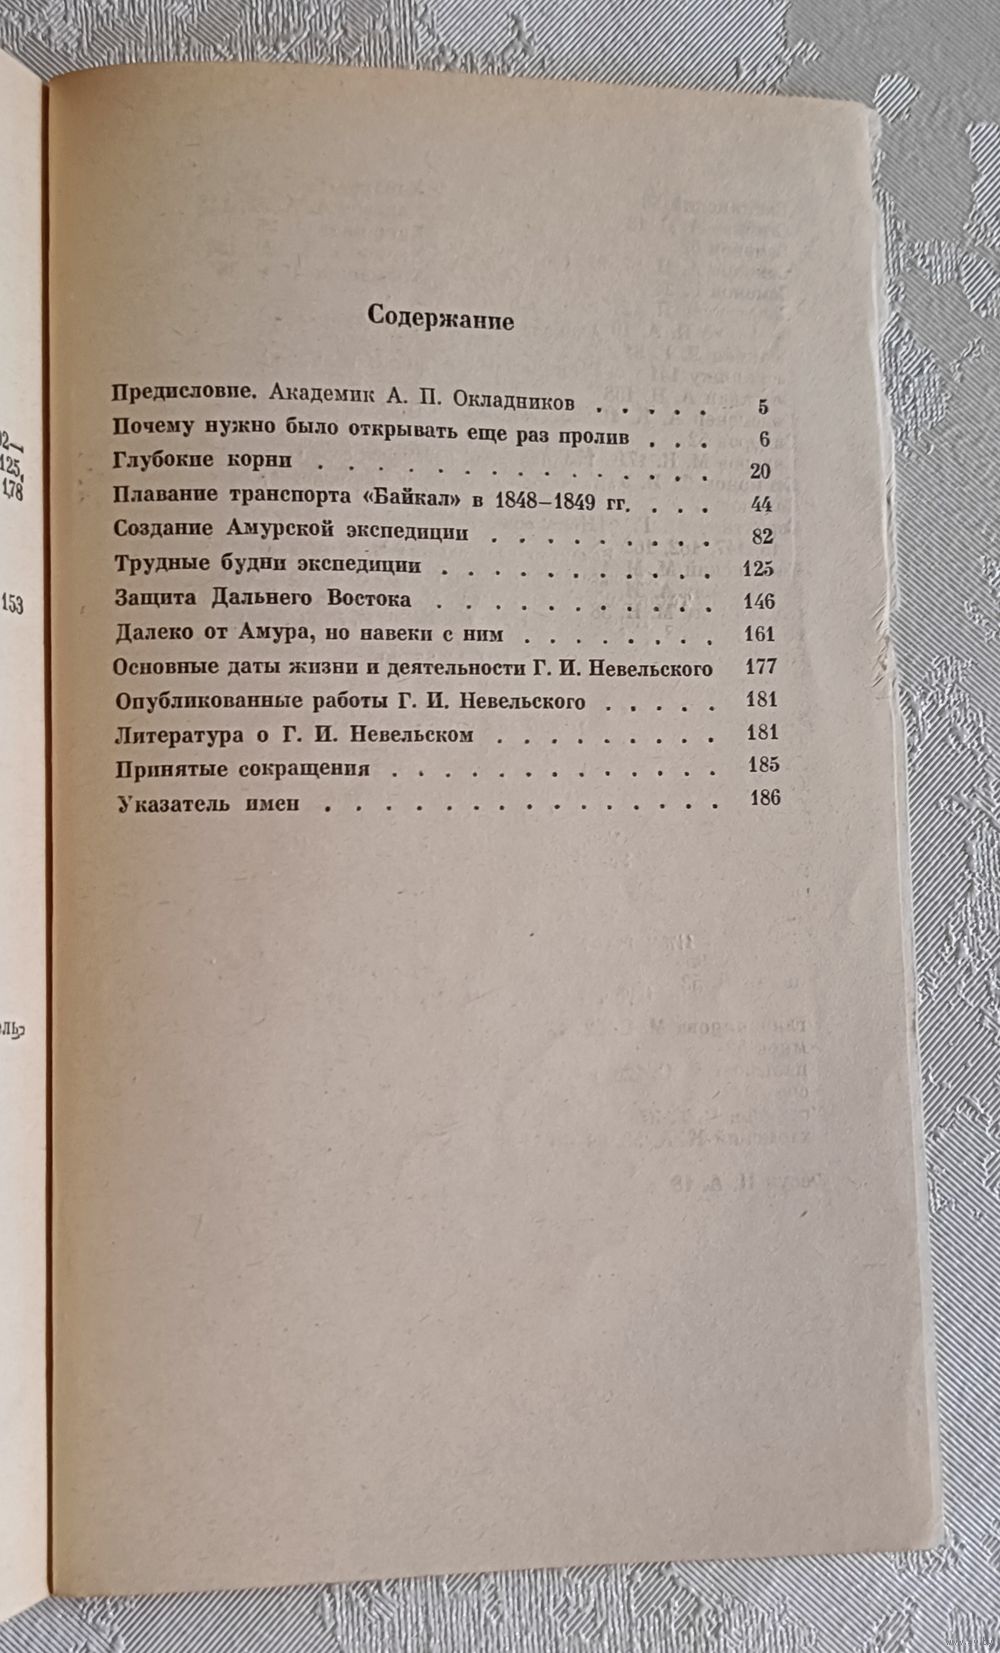 125,
178
153
Содержание
Предисловие. Академик А. П. Окладников . . . . . 5
Почему нужно было открывать еще раз пролив . . . 6
Глубокие корни . . . . . . . . . . . . . . 20
Плавание транспорта «Байкал» в 1848—1849 гг. . . . 44
Создание Амурской экспедиции . . . . . . . . 82
Трудные будни экспедиции . . . . . . . . . . 125
Защита Дальнего Востока . . . . . . . . . . 146
Далеко от Амура, но навеки с ним . . . . . . . 161
Основные даты жизни и деятельности Г. И. Невельского 177
Опубликованные работы Г. И. Невельского . . . . . 181
Литература о Г. И. Невельском . . . . . . . . . 181
Принятые сокращения . . . . . . . . . . . . . 185
Указатель имен . . . . . . . . . . . . . . 186